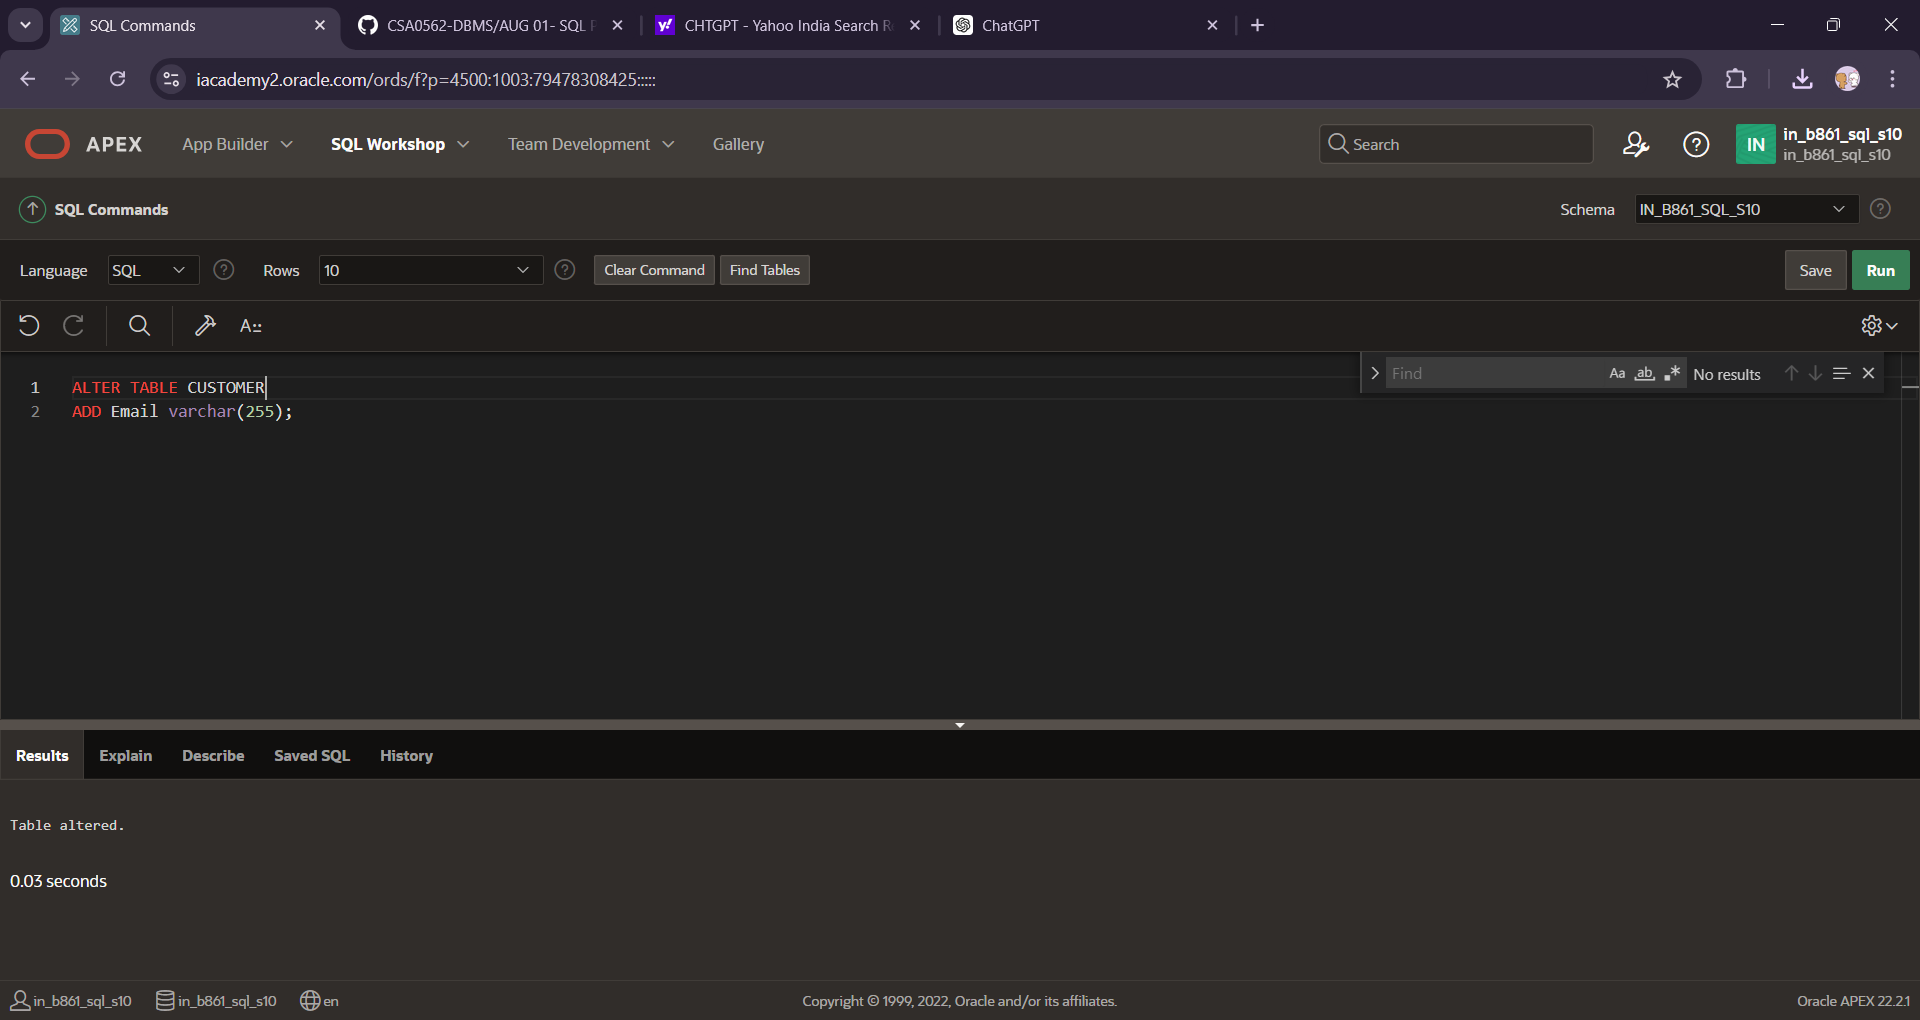 SQL Commands
CSA0562-DBMS/AUG 01- SQL
CHTGPT - Yahoo India Search
ChatGPT
iacademy2.oracle.com/ords/f?p=4500:1003:79478308425:::::
APEX
App Builder
SQL Workshop
Team Development
Gallery
Search
IN
in_b861_sql_s10
in_b861_sql_s10
SQL Commands
Schema
IN_B861_SQL_S10
Language
SQL
Rows
10
Clear Command
Find Tables
Save
Run
A::
Find
Aa
ab
No results
1 ALTER TABLE CUSTOMER
2 ADD Email varchar(255);
Results
Explain
Describe
Saved SQL
History
Table altered.
0.03 seconds
in_b861_sql_s10
in_b861_sql_s10
en
Copyright © 1999, 2022, Oracle and/or its affiliates.
Oracle APEX 22.2.1